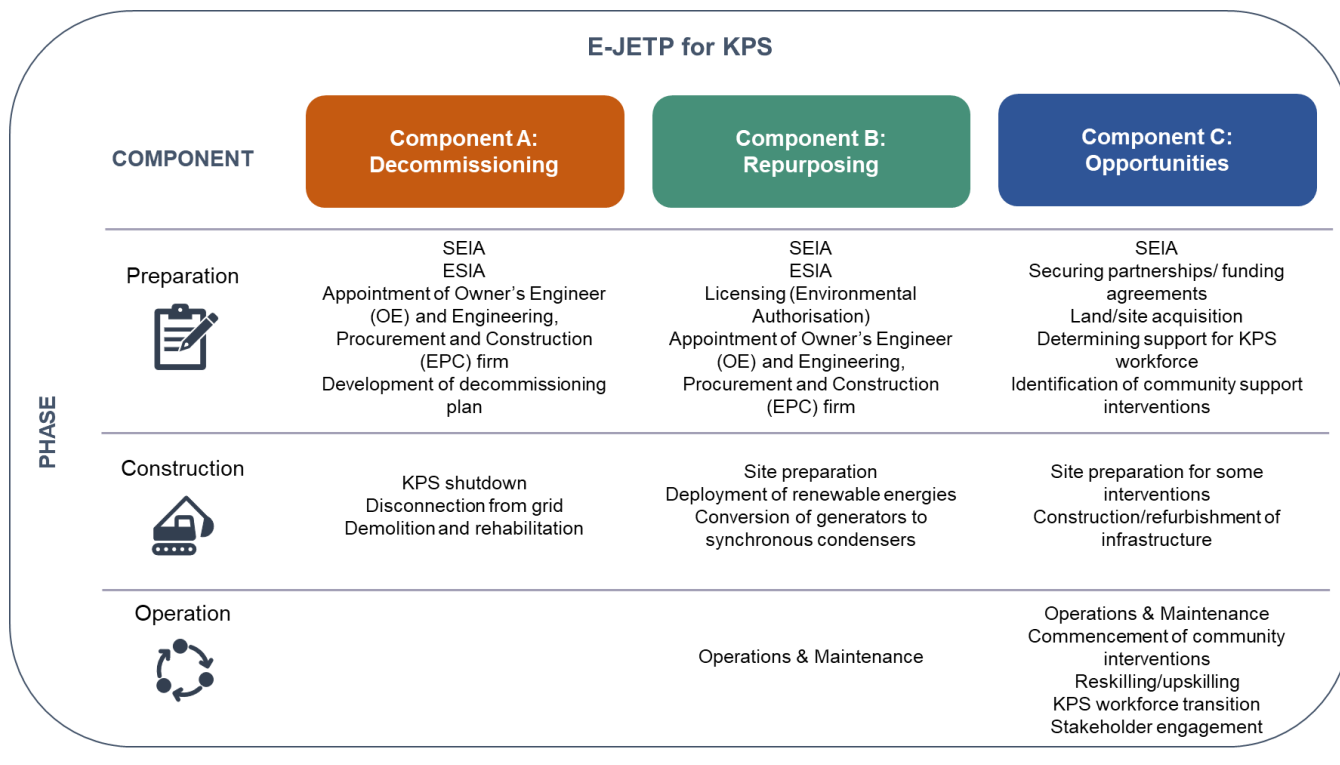 E-JETP for KPS
COMPONENT
Component A:
Decommissioning
Component B:
Repurposing
Component C:
Opportunities
PHASE
Preparation
SEIA
ESIA
Appointment of Owner's Engineer
(OE) and Engineering,
Procurement and Construction
(EPC) firm
Development of decommissioning
plan
SEIA
ESIA
Licensing (Environmental
Authorisation)
Appointment of Owner's Engineer
(OE) and Engineering,
Procurement and Construction
(EPC) firm
SEIA
Securing partnerships/ funding
agreements
Land/site acquisition
Determining support for KPS
workforce
Identification of community support
interventions
Construction
KPS shutdown
Disconnection from grid
Demolition and rehabilitation
Site preparation
Deployment of renewable energies
Conversion of generators to
synchronous condensers
Site preparation for some
interventions
Construction/refurbishment of
infrastructure
Operation
Operations & Maintenance
Operations & Maintenance
Commencement of community
interventions
Reskilling/upskilling
KPS workforce transition
Stakeholder engagement